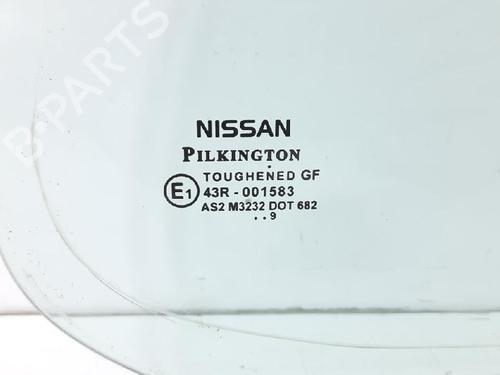 NISSAN
PILKINGTON
TOUGHENED GF
E1 43R - 001583
AS2 M3232 DOT 682
. . 9
B-PARTS